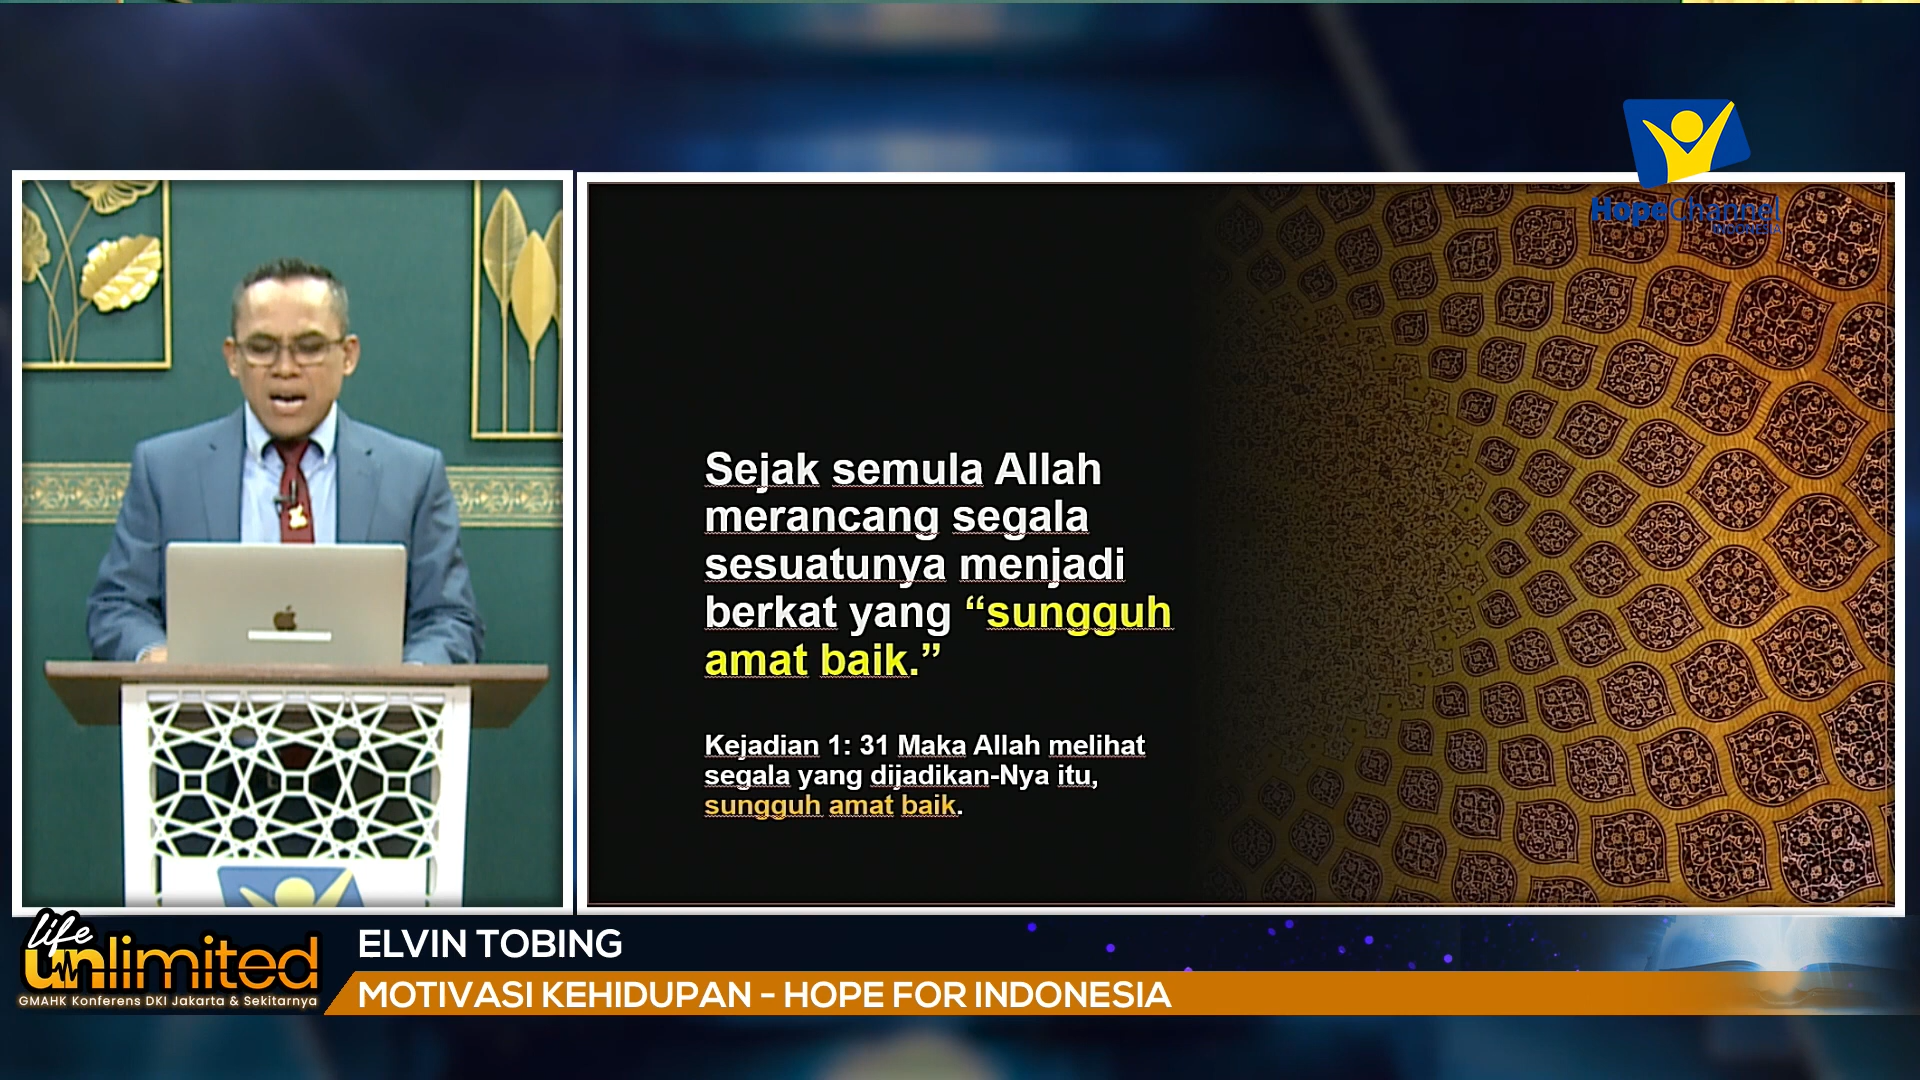 HopeChannel
INDONESIA
Sejak semula Allah
merancang segala
sesuatunya menjadi
berkat yang “sungguh
amat baik.”
Kejadian 1: 31 Maka Allah melihat
segala yang dijadikan-Nya itu,
sungguh amat baik.
life
unlimited
GMAHK Konferens DKI Jakarta & Sekitarnya
ELVIN TOBING
MOTIVASI KEHIDUPAN - HOPE FOR INDONESIA